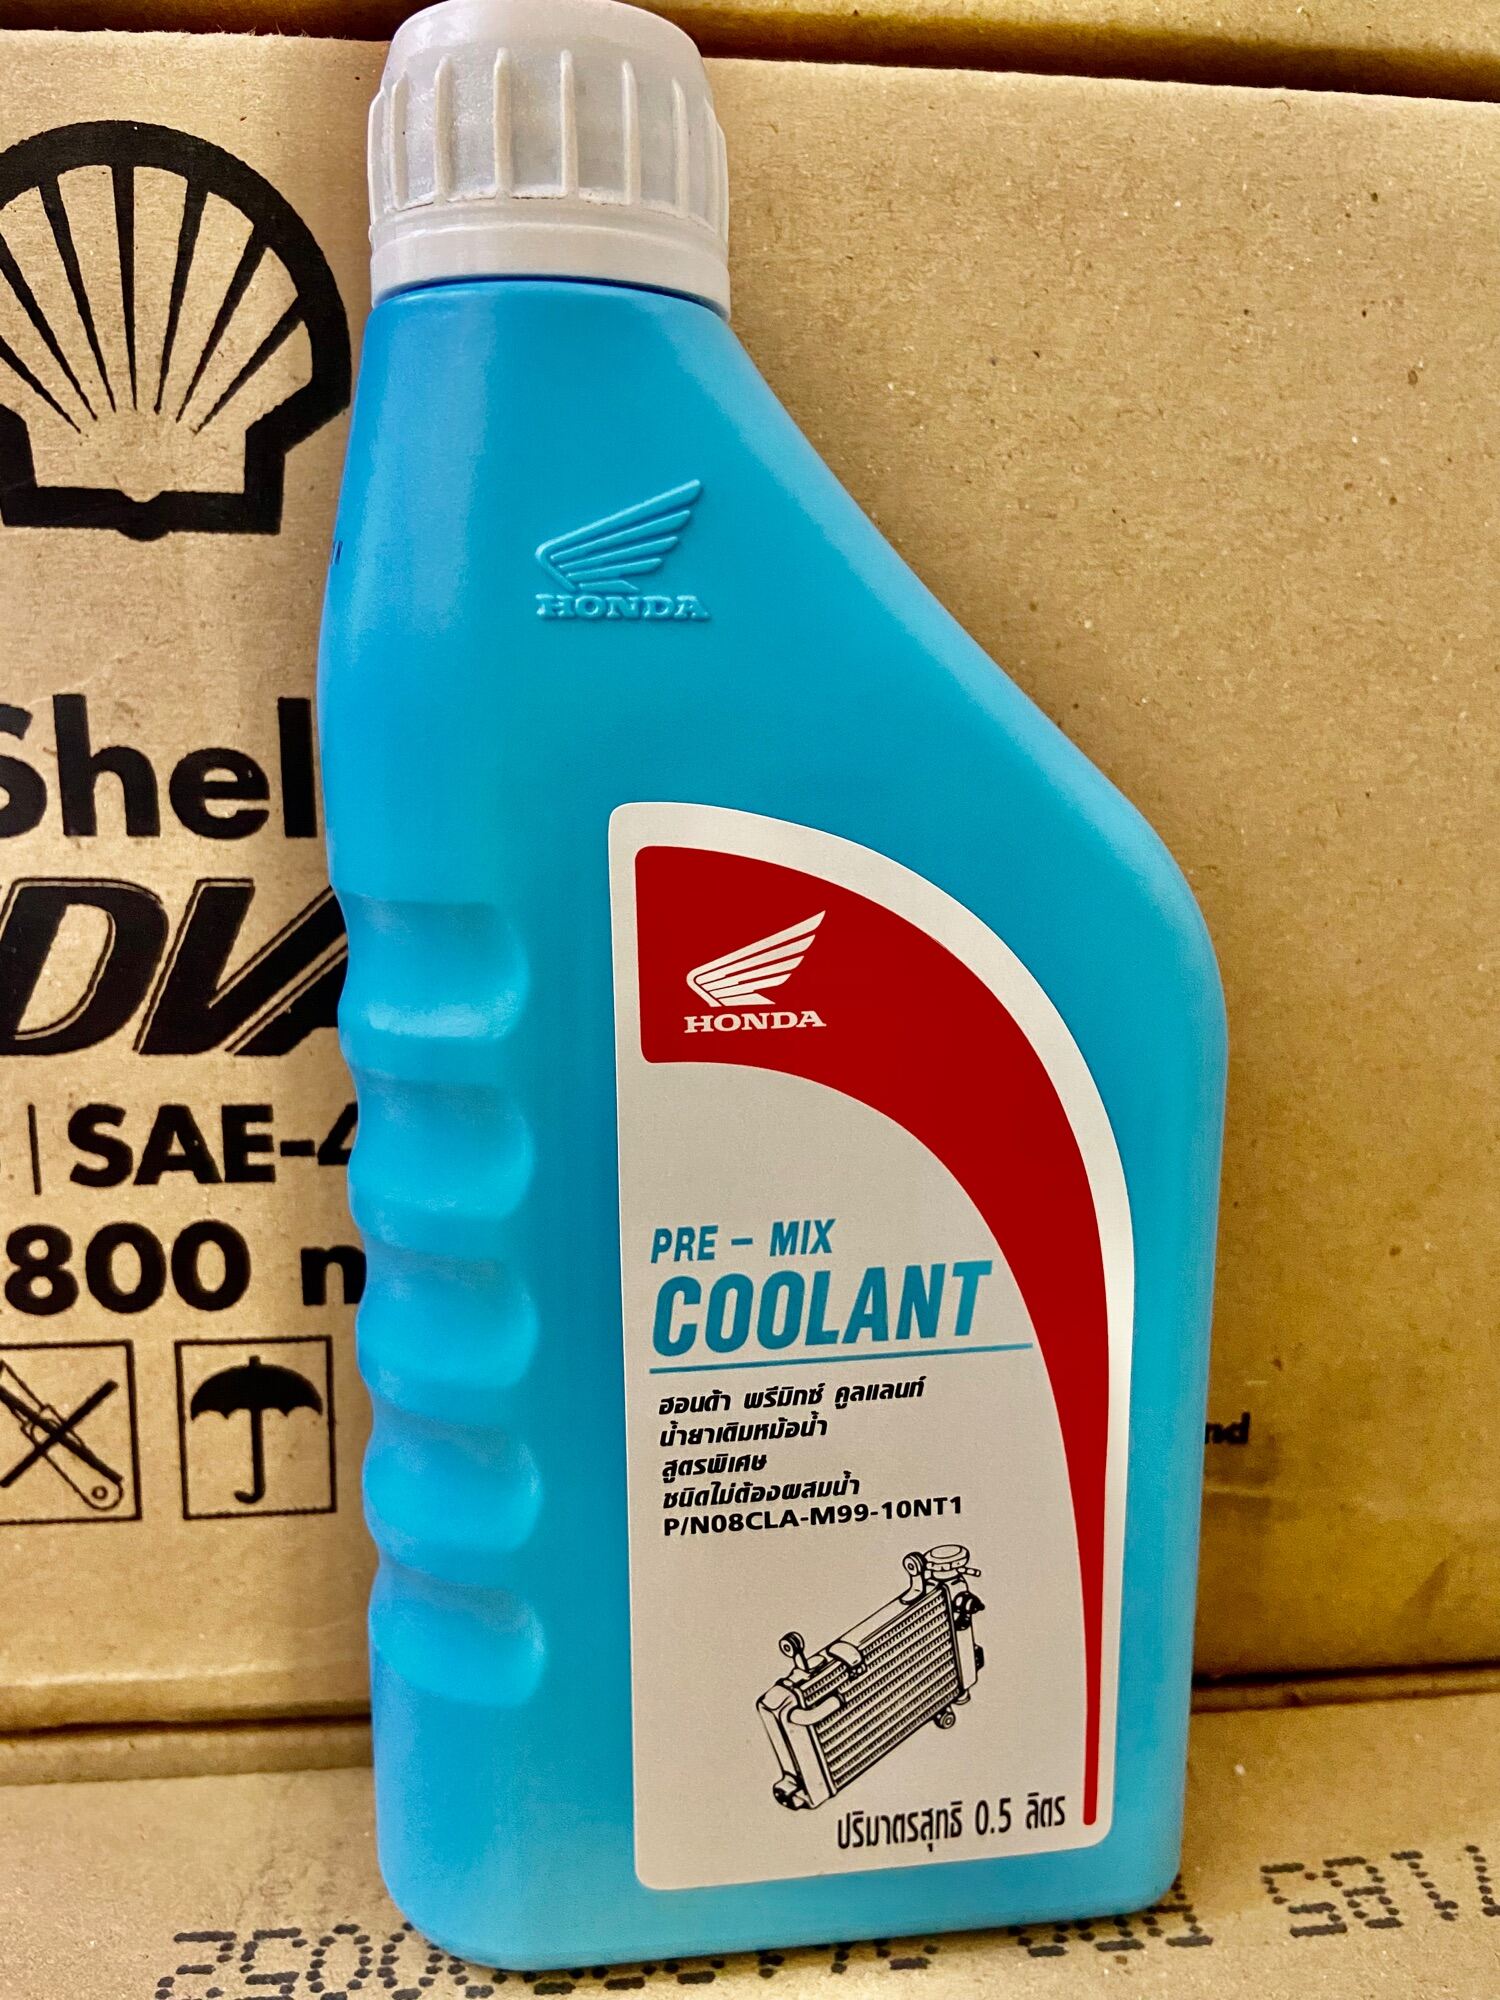 HONDA
HONDA
PRE - MIX
COOLANT
ฮอนด้า พรีมิกซ์ คูลแลนท์
น้ำยาเติมหม้อน้ำ
สูตรพิเศษ
ชนิดไม่ต้องผสมน้ำ
P/N08CLA-M99-10NT1
ปริมาตรสุทธิ 0.5 ลิตร
Shel
DVA
SAE-4
800 m
nd